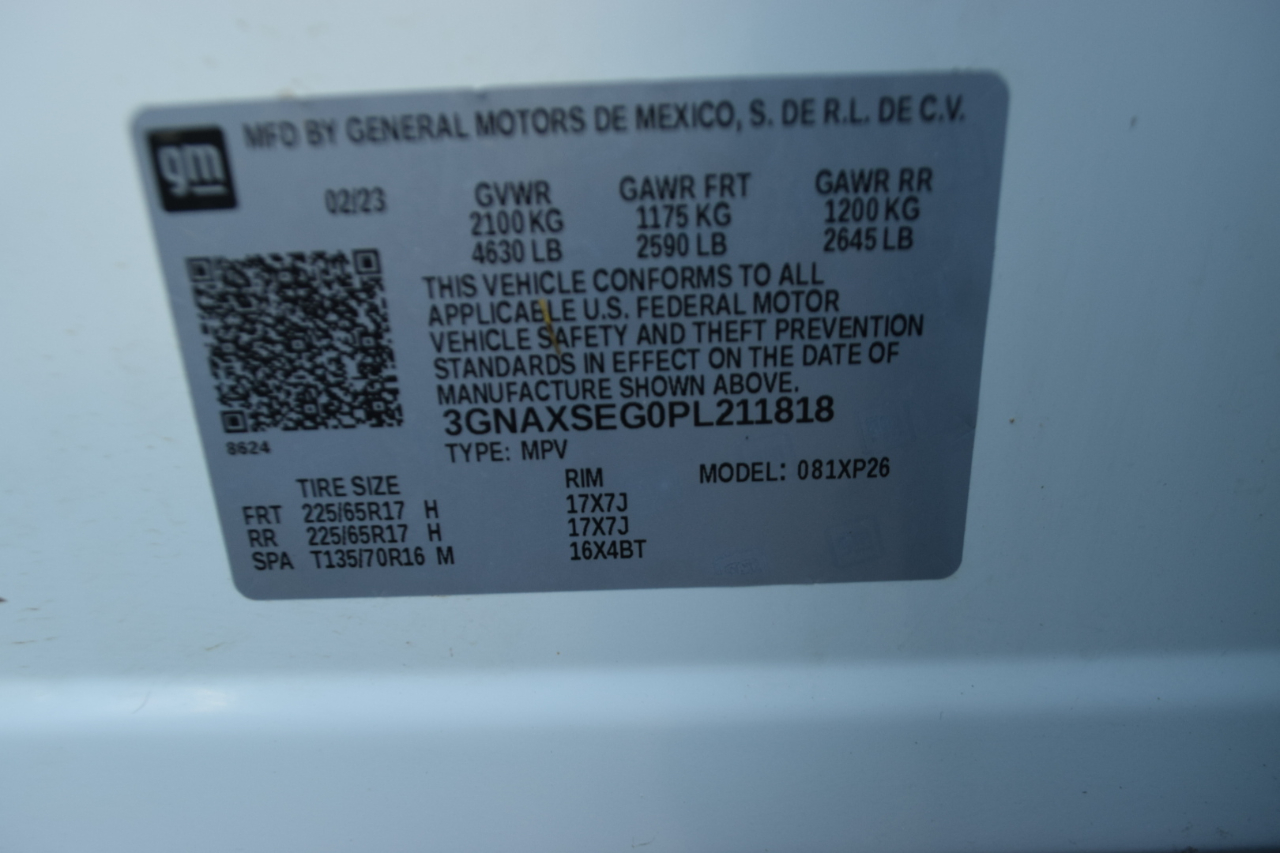 gm
MFD BY GENERAL MOTORS DE MEXICO, S. DE R.L. DE C.V.
02/23 GVWR GAWR FRT GAWR RR
2100 KG 1175 KG 1200 KG
4630 LB 2590 LB 2645 LB
THIS VEHICLE CONFORMS TO ALL
APPLICABLE U.S. FEDERAL MOTOR
VEHICLE SAFETY AND THEFT PREVENTION
STANDARDS IN EFFECT ON THE DATE OF
MANUFACTURE SHOWN ABOVE.
3GNAXSEG0PL211818
8624
TYPE: MPV
MODEL: 081XP26
TIRE SIZE RIM
FRT 225/65R17 H 17X7J
RR 225/65R17 H 17X7J
SPA T135/70R16 M 16X4BT